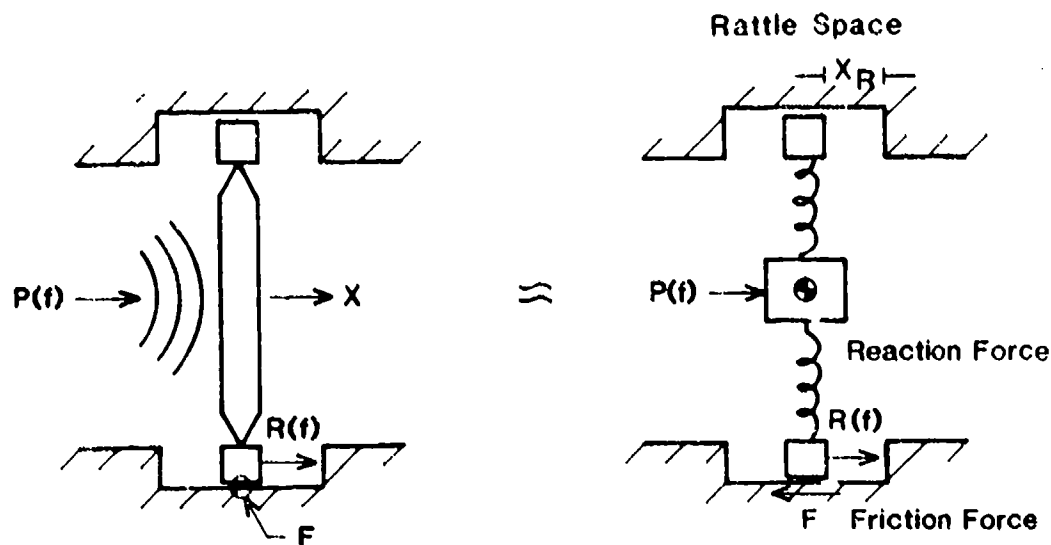 Rattle Space
X R
P(f)
X
R(f)
F
≈
P(f)
Reaction Force
R(f)
F Friction Force